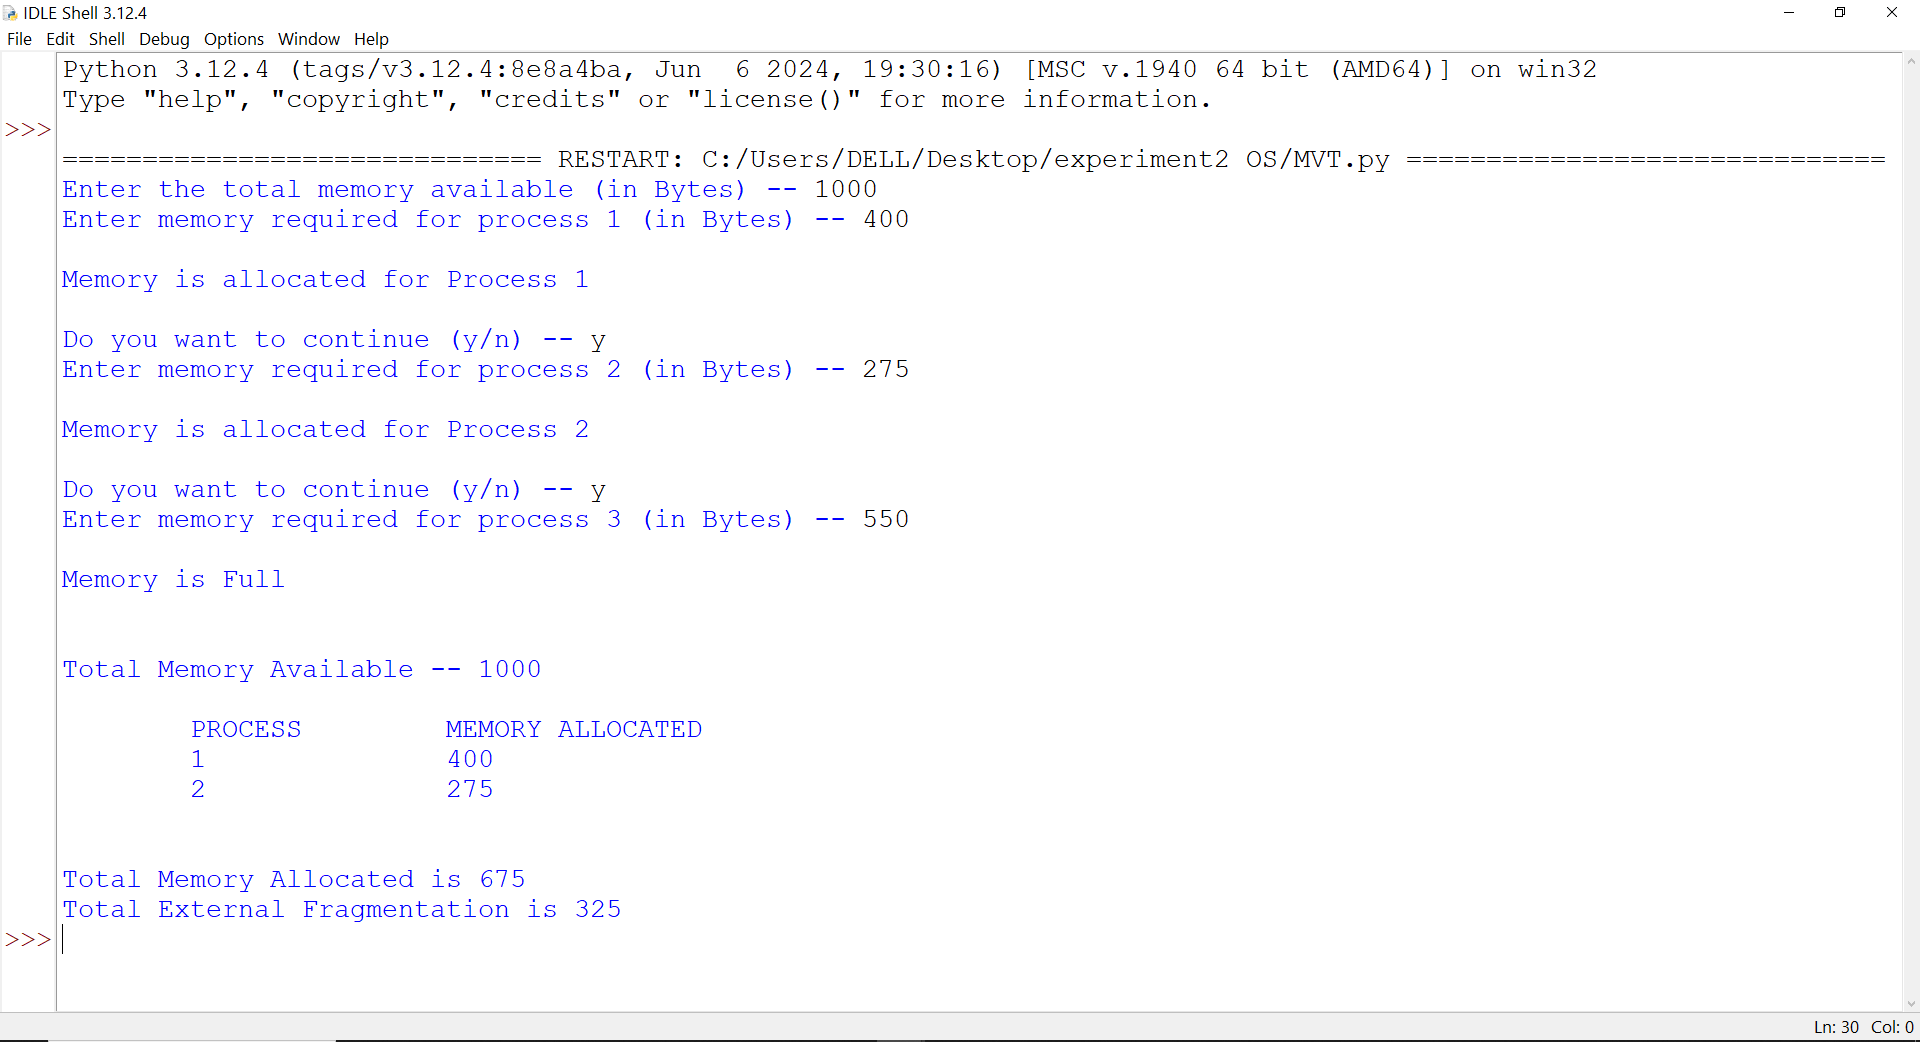 IDLE Shell 3.12.4
File Edit Shell Debug Options Window Help
Python 3.12.4 (tags/v3.12.4:8e8a4ba, Jun  6 2024, 19:30:16) [MSC v.1940 64 bit (AMD64)] on win32
Type "help", "copyright", "credits" or "license()" for more information.
>>>
============================== RESTART: C:/Users/DELL/Desktop/experiment2 OS/MVT.py ==============================
Enter the total memory available (in Bytes) -- 1000
Enter memory required for process 1 (in Bytes) -- 400
Memory is allocated for Process 1
Do you want to continue (y/n) -- y
Enter memory required for process 2 (in Bytes) -- 275
Memory is allocated for Process 2
Do you want to continue (y/n) -- y
Enter memory required for process 3 (in Bytes) -- 550
Memory is Full
Total Memory Available -- 1000
PROCESS MEMORY ALLOCATED
1 400
2 275
Total Memory Allocated is 675
Total External Fragmentation is 325
>>>
Ln: 30 Col: 0